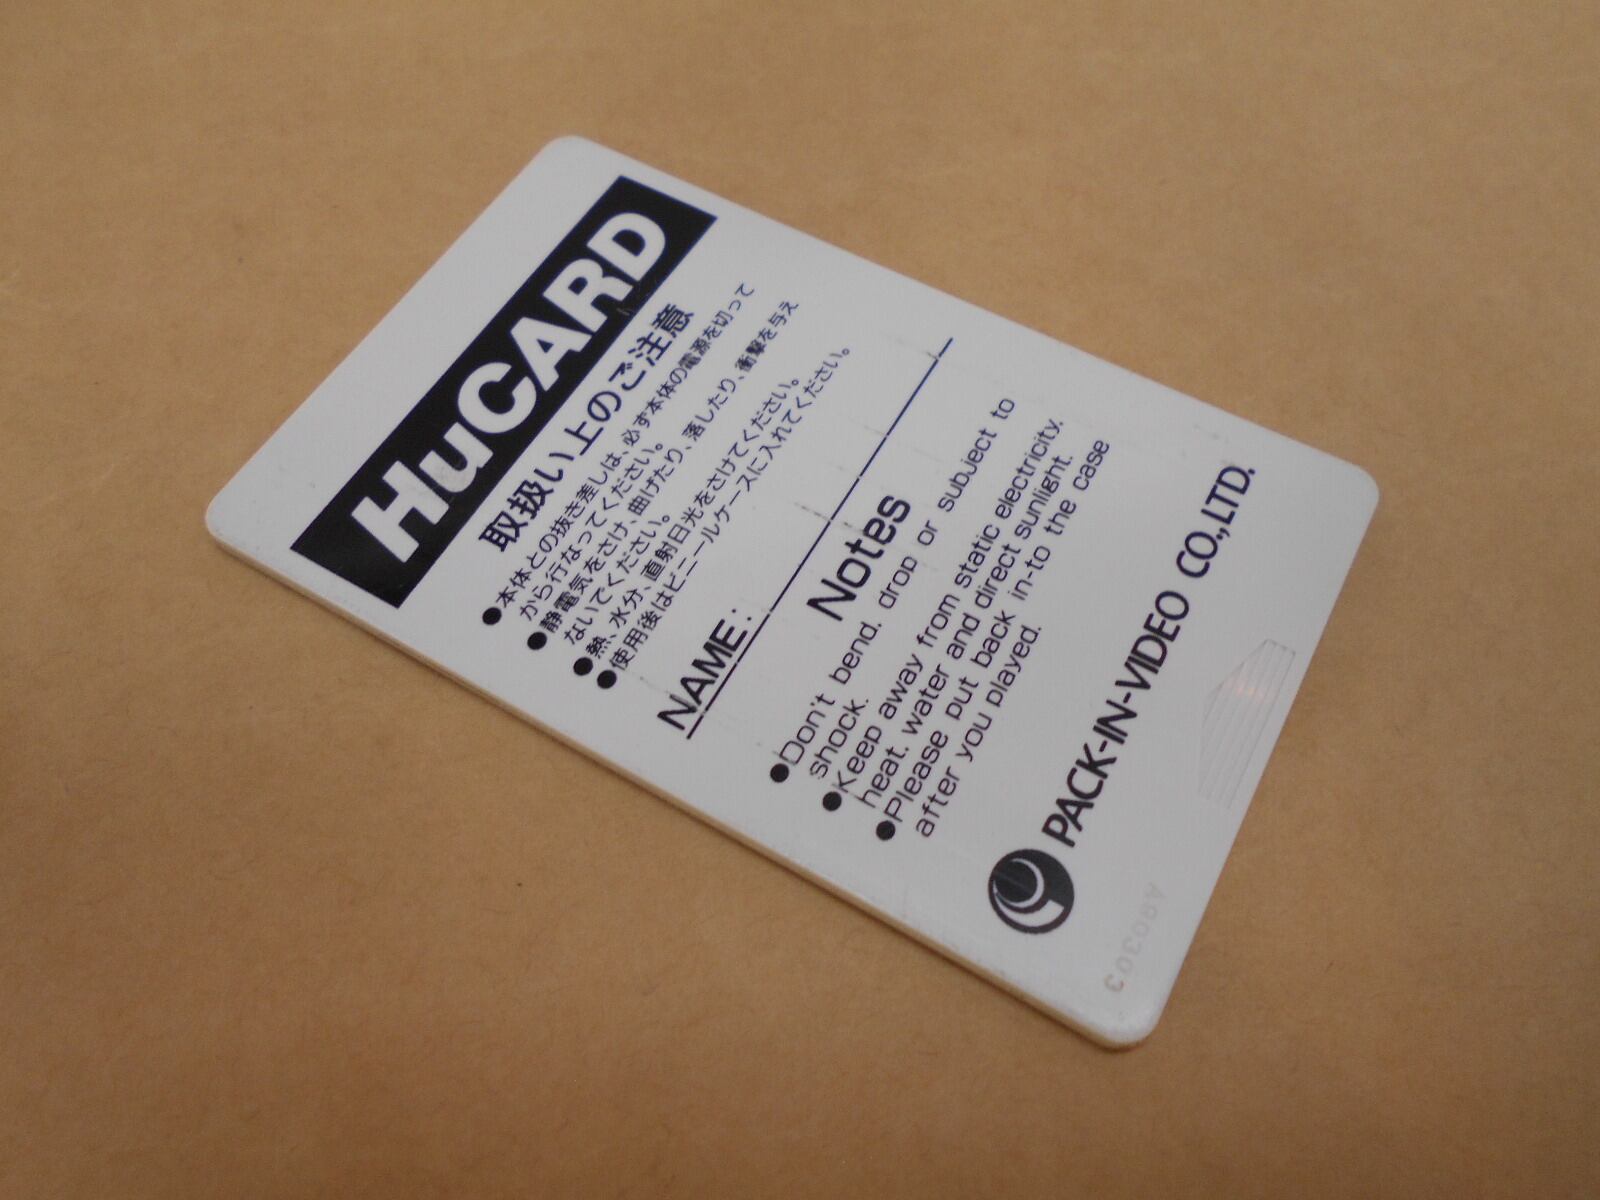 HuCARD
取扱い上のご注意
●本体との抜き差しは、必ず本体の電源を切って
から行なってください。
●静電気をさけ、曲げたり、落したり、衝撃を与え
ないでください。
●熱、水分、直射日光をさけてください。
●使用後はビニールケースに入れてください。
NAME:
Notes
●Don't bend. drop or subject to
shock.
●Keep away from static electricity.
heat. water and direct sunlight.
●Please put back in-to the case
after you played.
PACK-IN-VIDEO CO.,LTD.